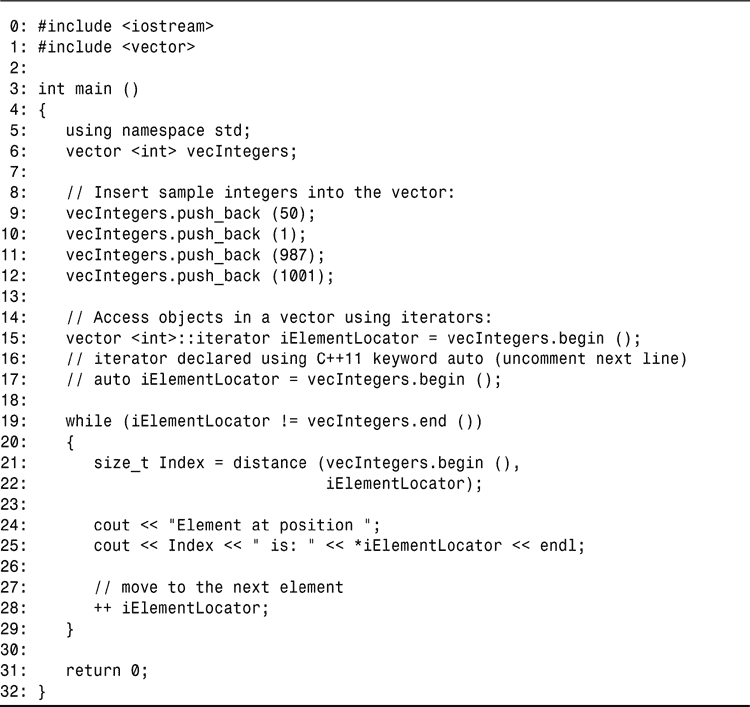 0: #include <iostream>
1: #include <vector>
2:
3: int main ()
4: {
5:    using namespace std;
6:    vector <int> vecIntegers;
7:
8:    // Insert sample integers into the vector:
9:    vecIntegers.push_back (50);
10:    vecIntegers.push_back (1);
11:    vecIntegers.push_back (987);
12:    vecIntegers.push_back (1001);
13:
14:    // Access objects in a vector using iterators:
15:    vector <int>::iterator iElementLocator = vecIntegers.begin ();
16:    // iterator declared using C++11 keyword auto (uncomment next line)
17:    // auto iElementLocator = vecIntegers.begin ();
18:
19:    while (iElementLocator != vecIntegers.end ())
20:    {
21:       size_t Index = distance (vecIntegers.begin (),
22:                                iElementLocator);
23:
24:       cout << "Element at position ";
25:       cout << Index << " is: " << *iElementLocator << endl;
26:
27:       // move to the next element
28:       ++ iElementLocator;
29:    }
30:
31:    return 0;
32: }